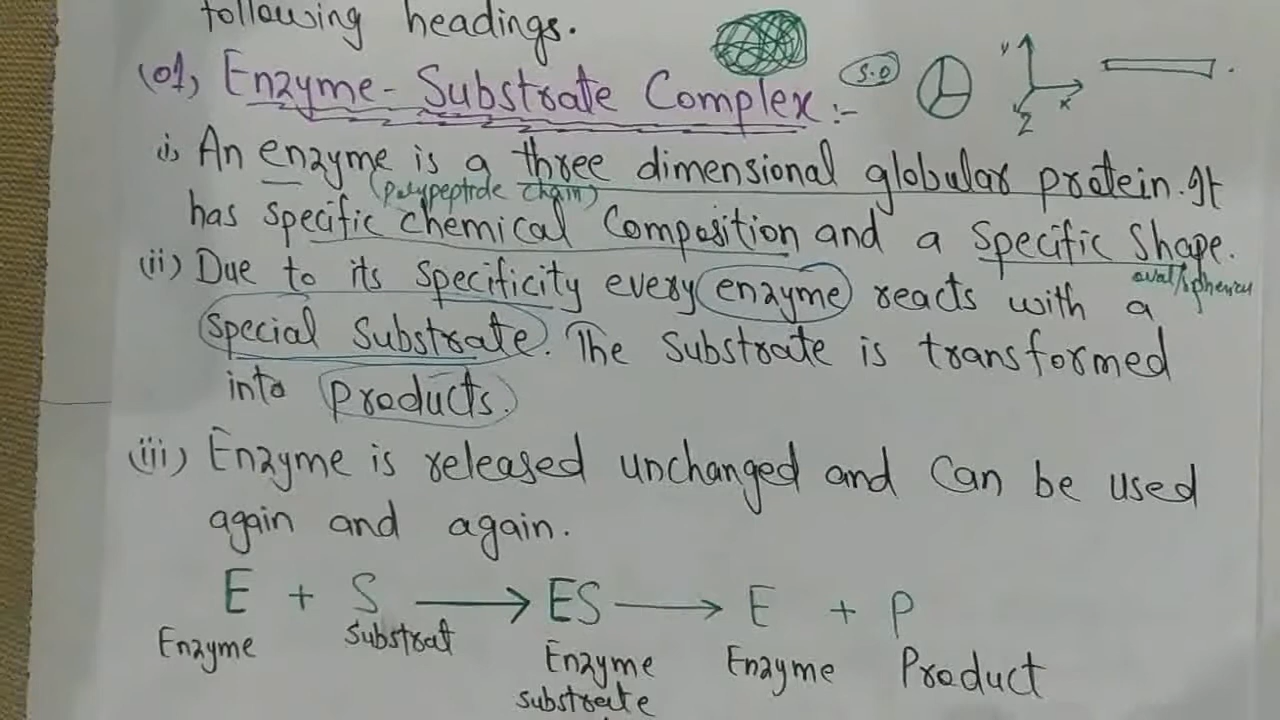 following headings.
(01) Enzyme-Substrate Complex :-
3.D
y
x
z
(i) An enzyme is a three dimensional globular protein. It
(polypeptide chain)
has specific chemical Composition and a specific Shape.
oval/
(ii) Due to its specificity every enzyme reacts with a
special substrate. The substrate is transformed
into products.
(iii) Enzyme is released unchanged and Can be used
again and again.
E + S → ES → E + P
Enzyme Substrat Enzyme Enzyme Product
substrate